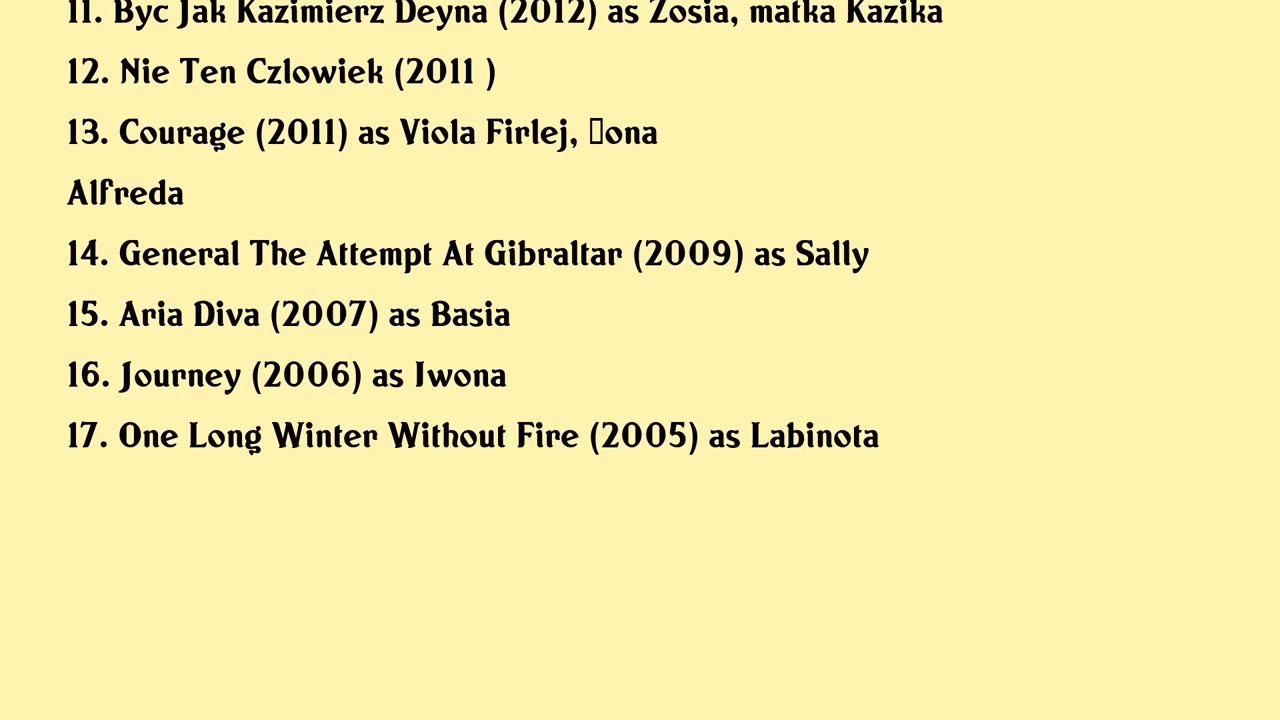 11. Byc Jak Kazimierz Deyna (2012) as Zosia, matka Kazika
12. Nie Ten Czlowiek (2011 )
13. Courage (2011) as Viola Firlej, ▯ona
Alfreda
14. General The Attempt At Gibraltar (2009) as Sally
15. Aria Diva (2007) as Basia
16. Journey (2006) as Iwona
17. One Long Winter Without Fire (2005) as Labinota